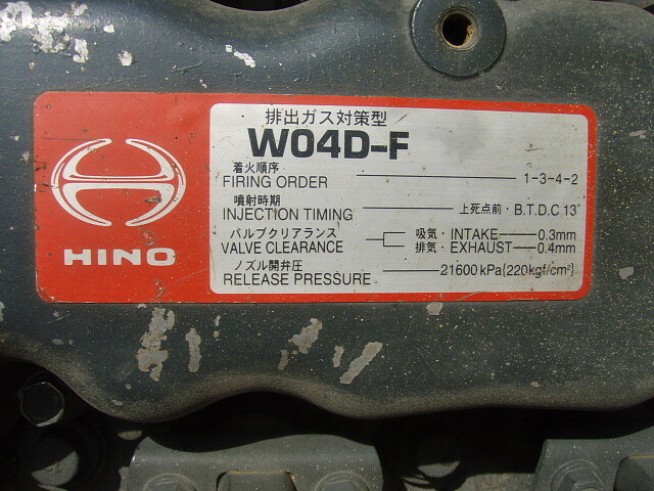 排出ガス対策型
W04D-F
着火順序
FIRING ORDER 1-3-4-2
噴射時期
INJECTION TIMING 上死点前・B.T.D.C 13°
バルブクリアランス 吸気・INTAKE 0.3mm
VALVE CLEARANCE 排気・EXHAUST 0.4mm
ノズル開弁圧
RELEASE PRESSURE 21600kPa{220kgf/cm²}
HINO